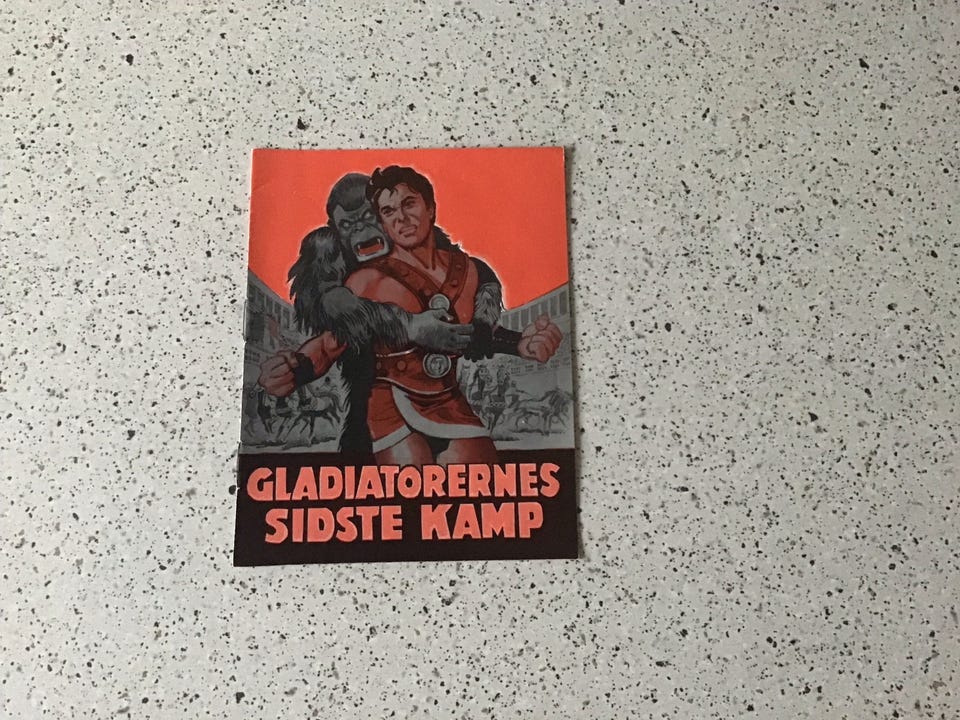 GLADIATORERNES
SIDSTE KAMP